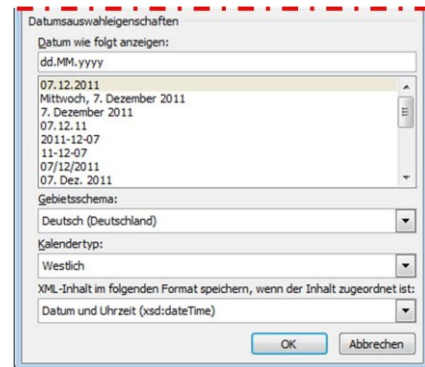 Datumsauswahleigenschaften
Datum wie folgt anzeigen:
dd.MM.yyyy
07.12.2011
Mittwoch, 7. Dezember 2011
7. Dezember 2011
07.12.11
2011-12-07
11-12-07
07/12/2011
07. Dez. 2011
Gebietsschema:
Deutsch (Deutschland)
Kalendertyp:
Westlich
XML-Inhalt im folgenden Format speichern, wenn der Inhalt zugeordnet ist:
Datum und Uhrzeit (xsd:dateTime)
OK Abbrechen